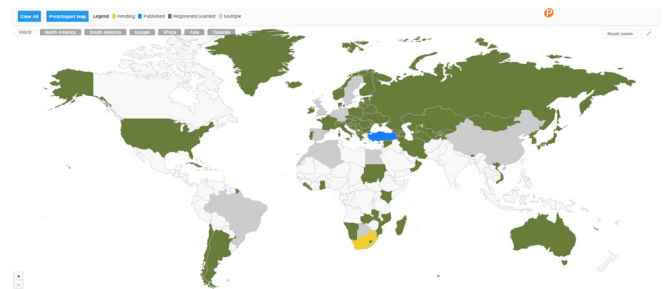 Clear All Print/Export Map Legend Pending Published Registered/Granted Multiple
P
World North America South America Europe Africa Asia Oceania Reset zoom
+
−